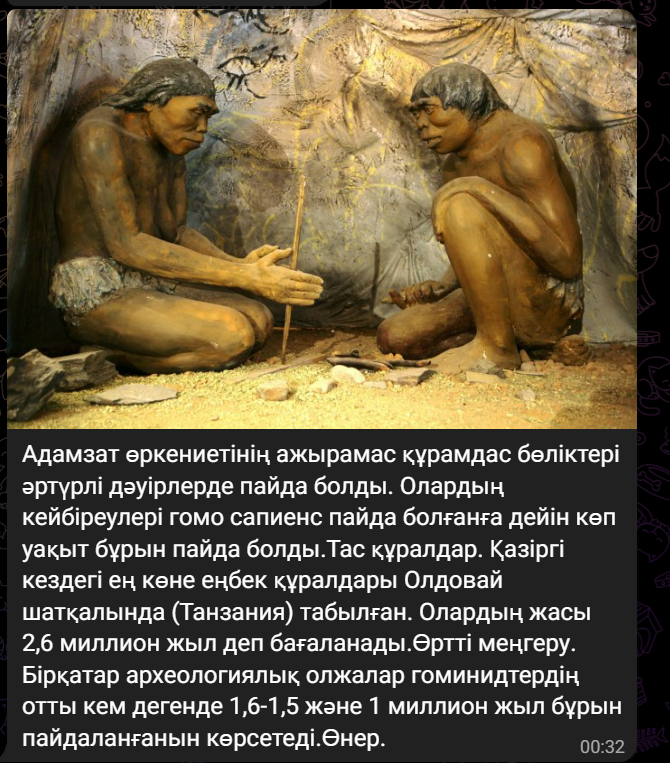 Адамзат өркениетінің ажырамас құрамдас бөліктері
әртүрлі дәуірлерде пайда болды. Олардың
кейбіреулері гомо сапиенс пайда болғанға дейін көп
уақыт бұрын пайда болды.Тас құралдар. Қазіргі
кездегі ең көне еңбек құралдары Олдовай
шатқалында (Танзания) табылған. Олардың жасы
2,6 миллион жыл деп бағаланады.Өртті меңгеру.
Бірқатар археологиялық олжалар гоминидтердің
отты кем дегенде 1,6-1,5 және 1 миллион жыл бұрын
пайдаланғанын көрсетеді.Өнер.
00:32